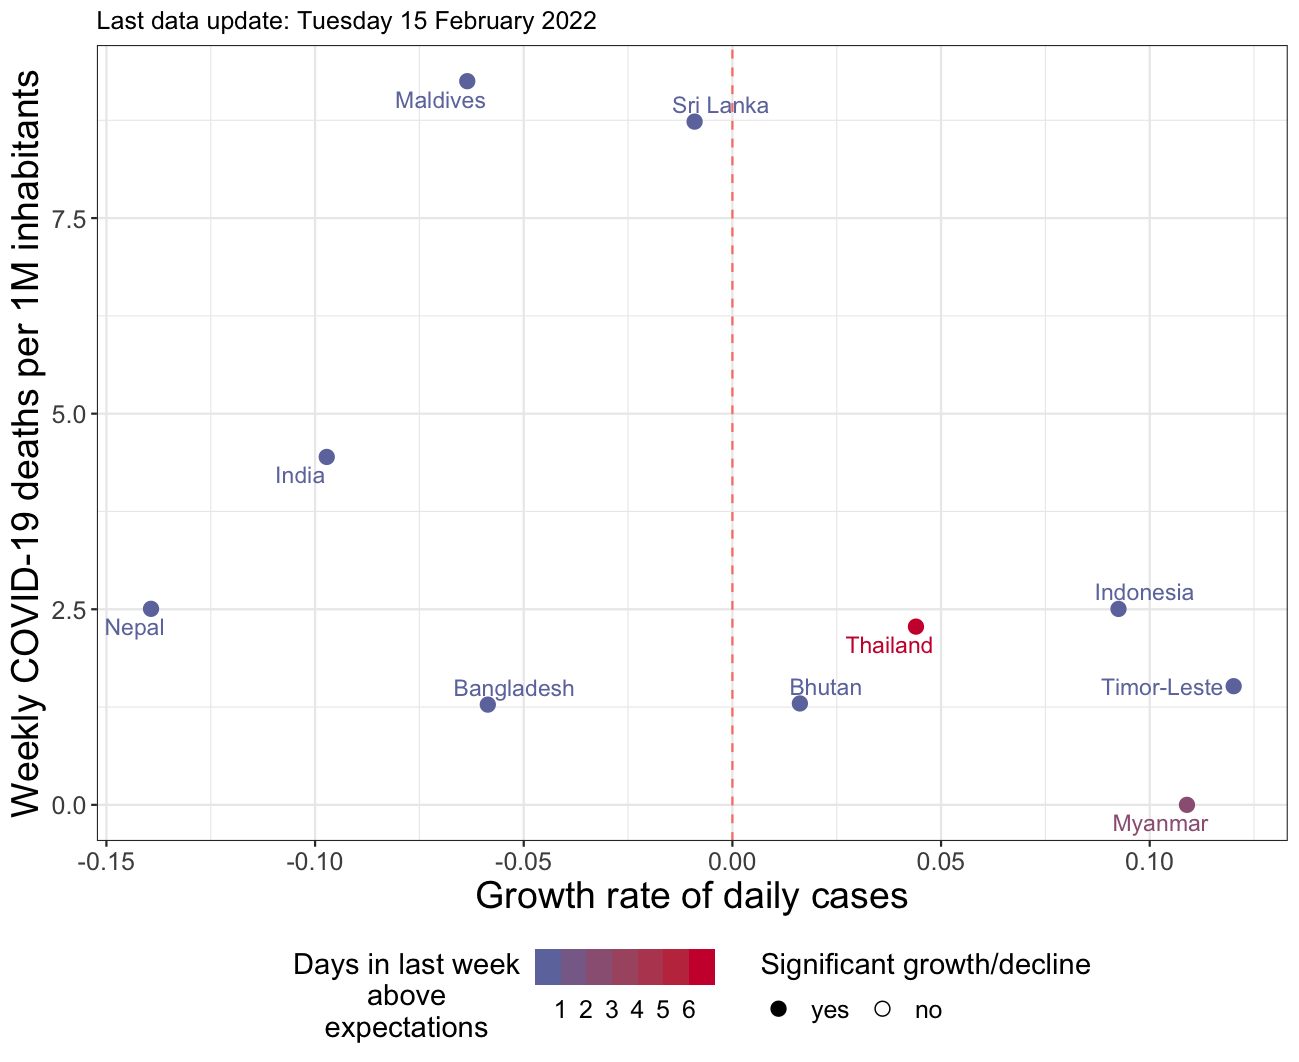 Last data update: Tuesday 15 February 2022
Weekly COVID-19 deaths per 1M inhabitants
Maldives
Sri Lanka
7.5
5.0
India
2.5
Nepal
Indonesia
Thailand
Bangladesh
Bhutan
Timor-Leste
0.0
Myanmar
-0.15 -0.10 -0.05 0.00 0.05 0.10
Growth rate of daily cases
Days in last week
above
expectations
1 2 3 4 5 6
Significant growth/decline
yes no